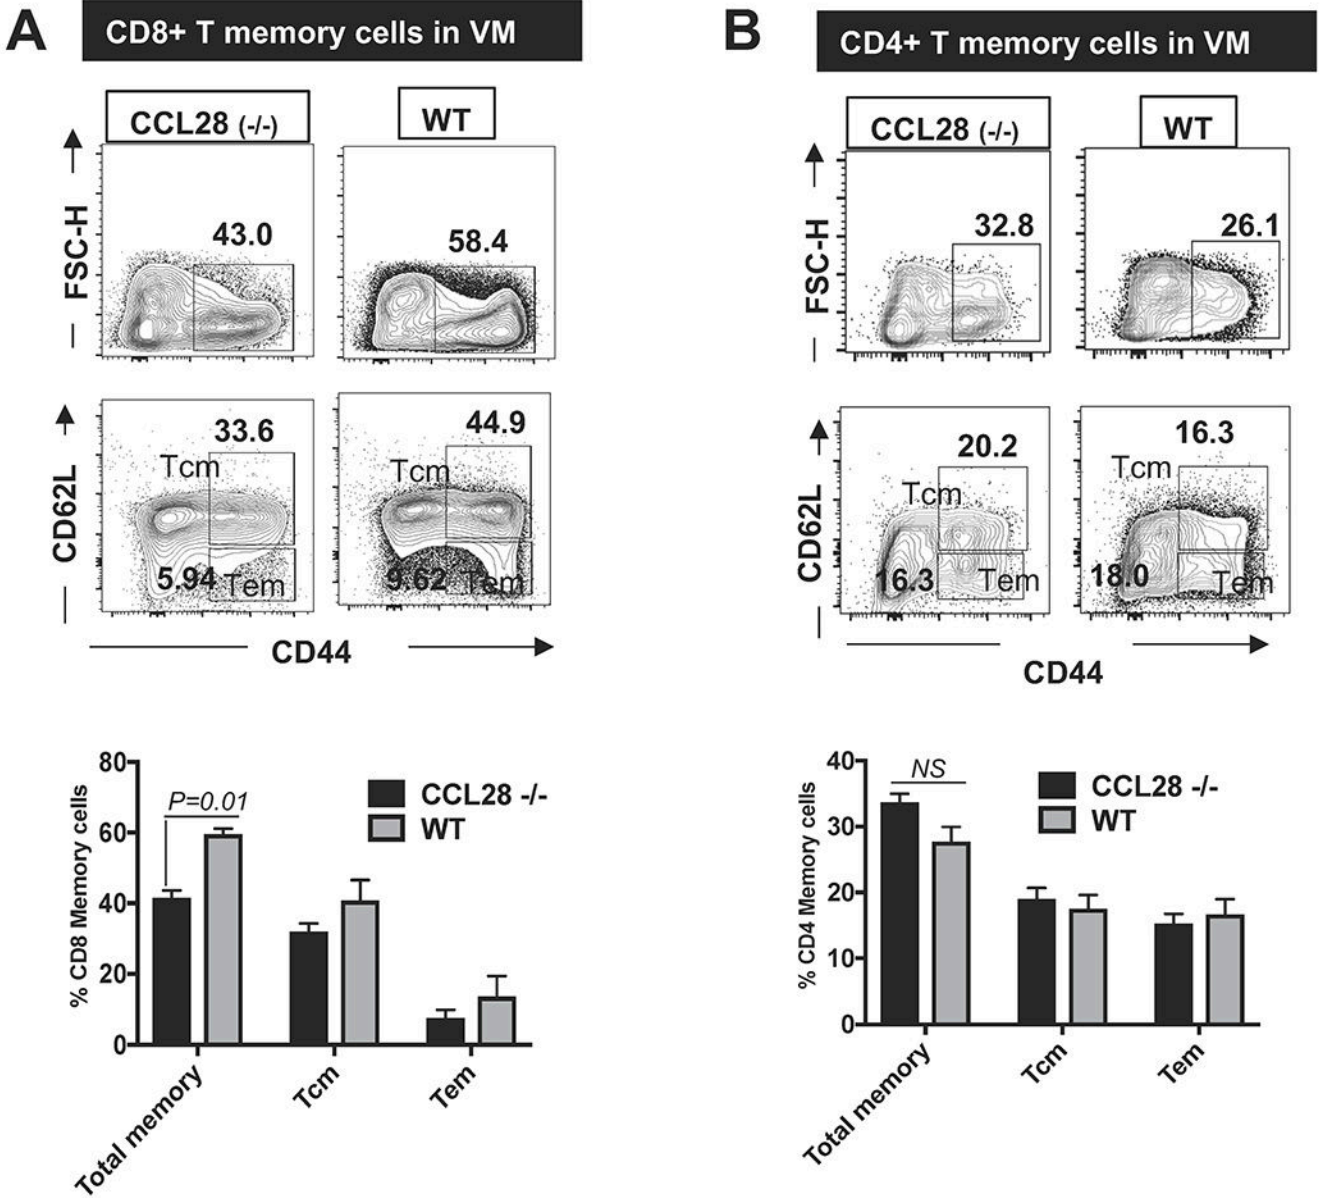 A
CD8+ T memory cells in VM
CCL28 (-/-)
WT
FSC-H
43.0
58.4
CD62L
33.6
Tcm
5.94
Tem
44.9
Tcm
9.62
Tem
CD44
80
60
40
20
0
% CD8 Memory cells
P=0.01
CCL28 -/-
WT
Total memory
Tcm
Tem
B
CD4+ T memory cells in VM
CCL28 (-/-)
WT
FSC-H
32.8
26.1
CD62L
20.2
Tcm
16.3
Tem
16.3
Tcm
18.0
Tem
CD44
40
30
20
10
0
% CD4 Memory cells
NS
CCL28 -/-
WT
Total memory
Tcm
Tem